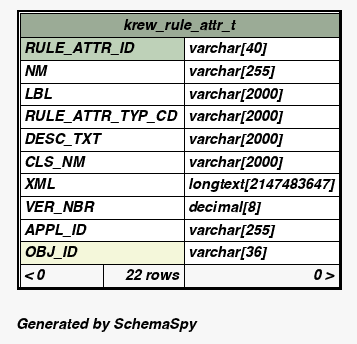 krew_rule_attr_t
RULE_ATTR_ID varchar[40]
NM varchar[255]
LBL varchar[2000]
RULE_ATTR_TYP_CD varchar[2000]
DESC_TXT varchar[2000]
CLS_NM varchar[2000]
XML longtext[2147483647]
VER_NBR decimal[8]
APPL_ID varchar[255]
OBJ_ID varchar[36]
< 0 22 rows 0 >
Generated by SchemaSpy